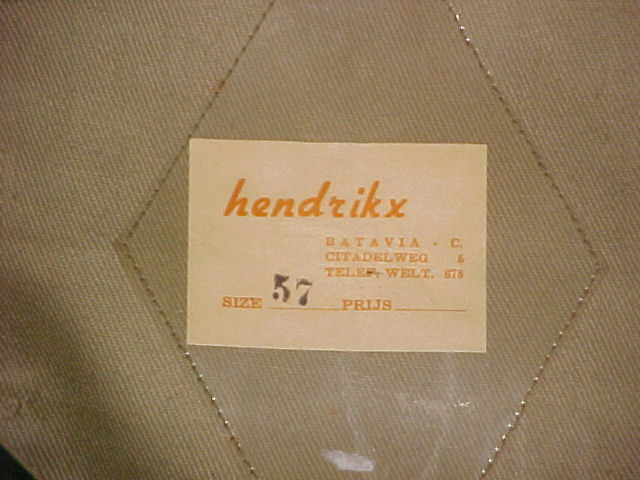 hendrikx
BATAVIA - C.
CITADELWEG 5
TELEF. WELT. 678
SIZE 57 PRIJS